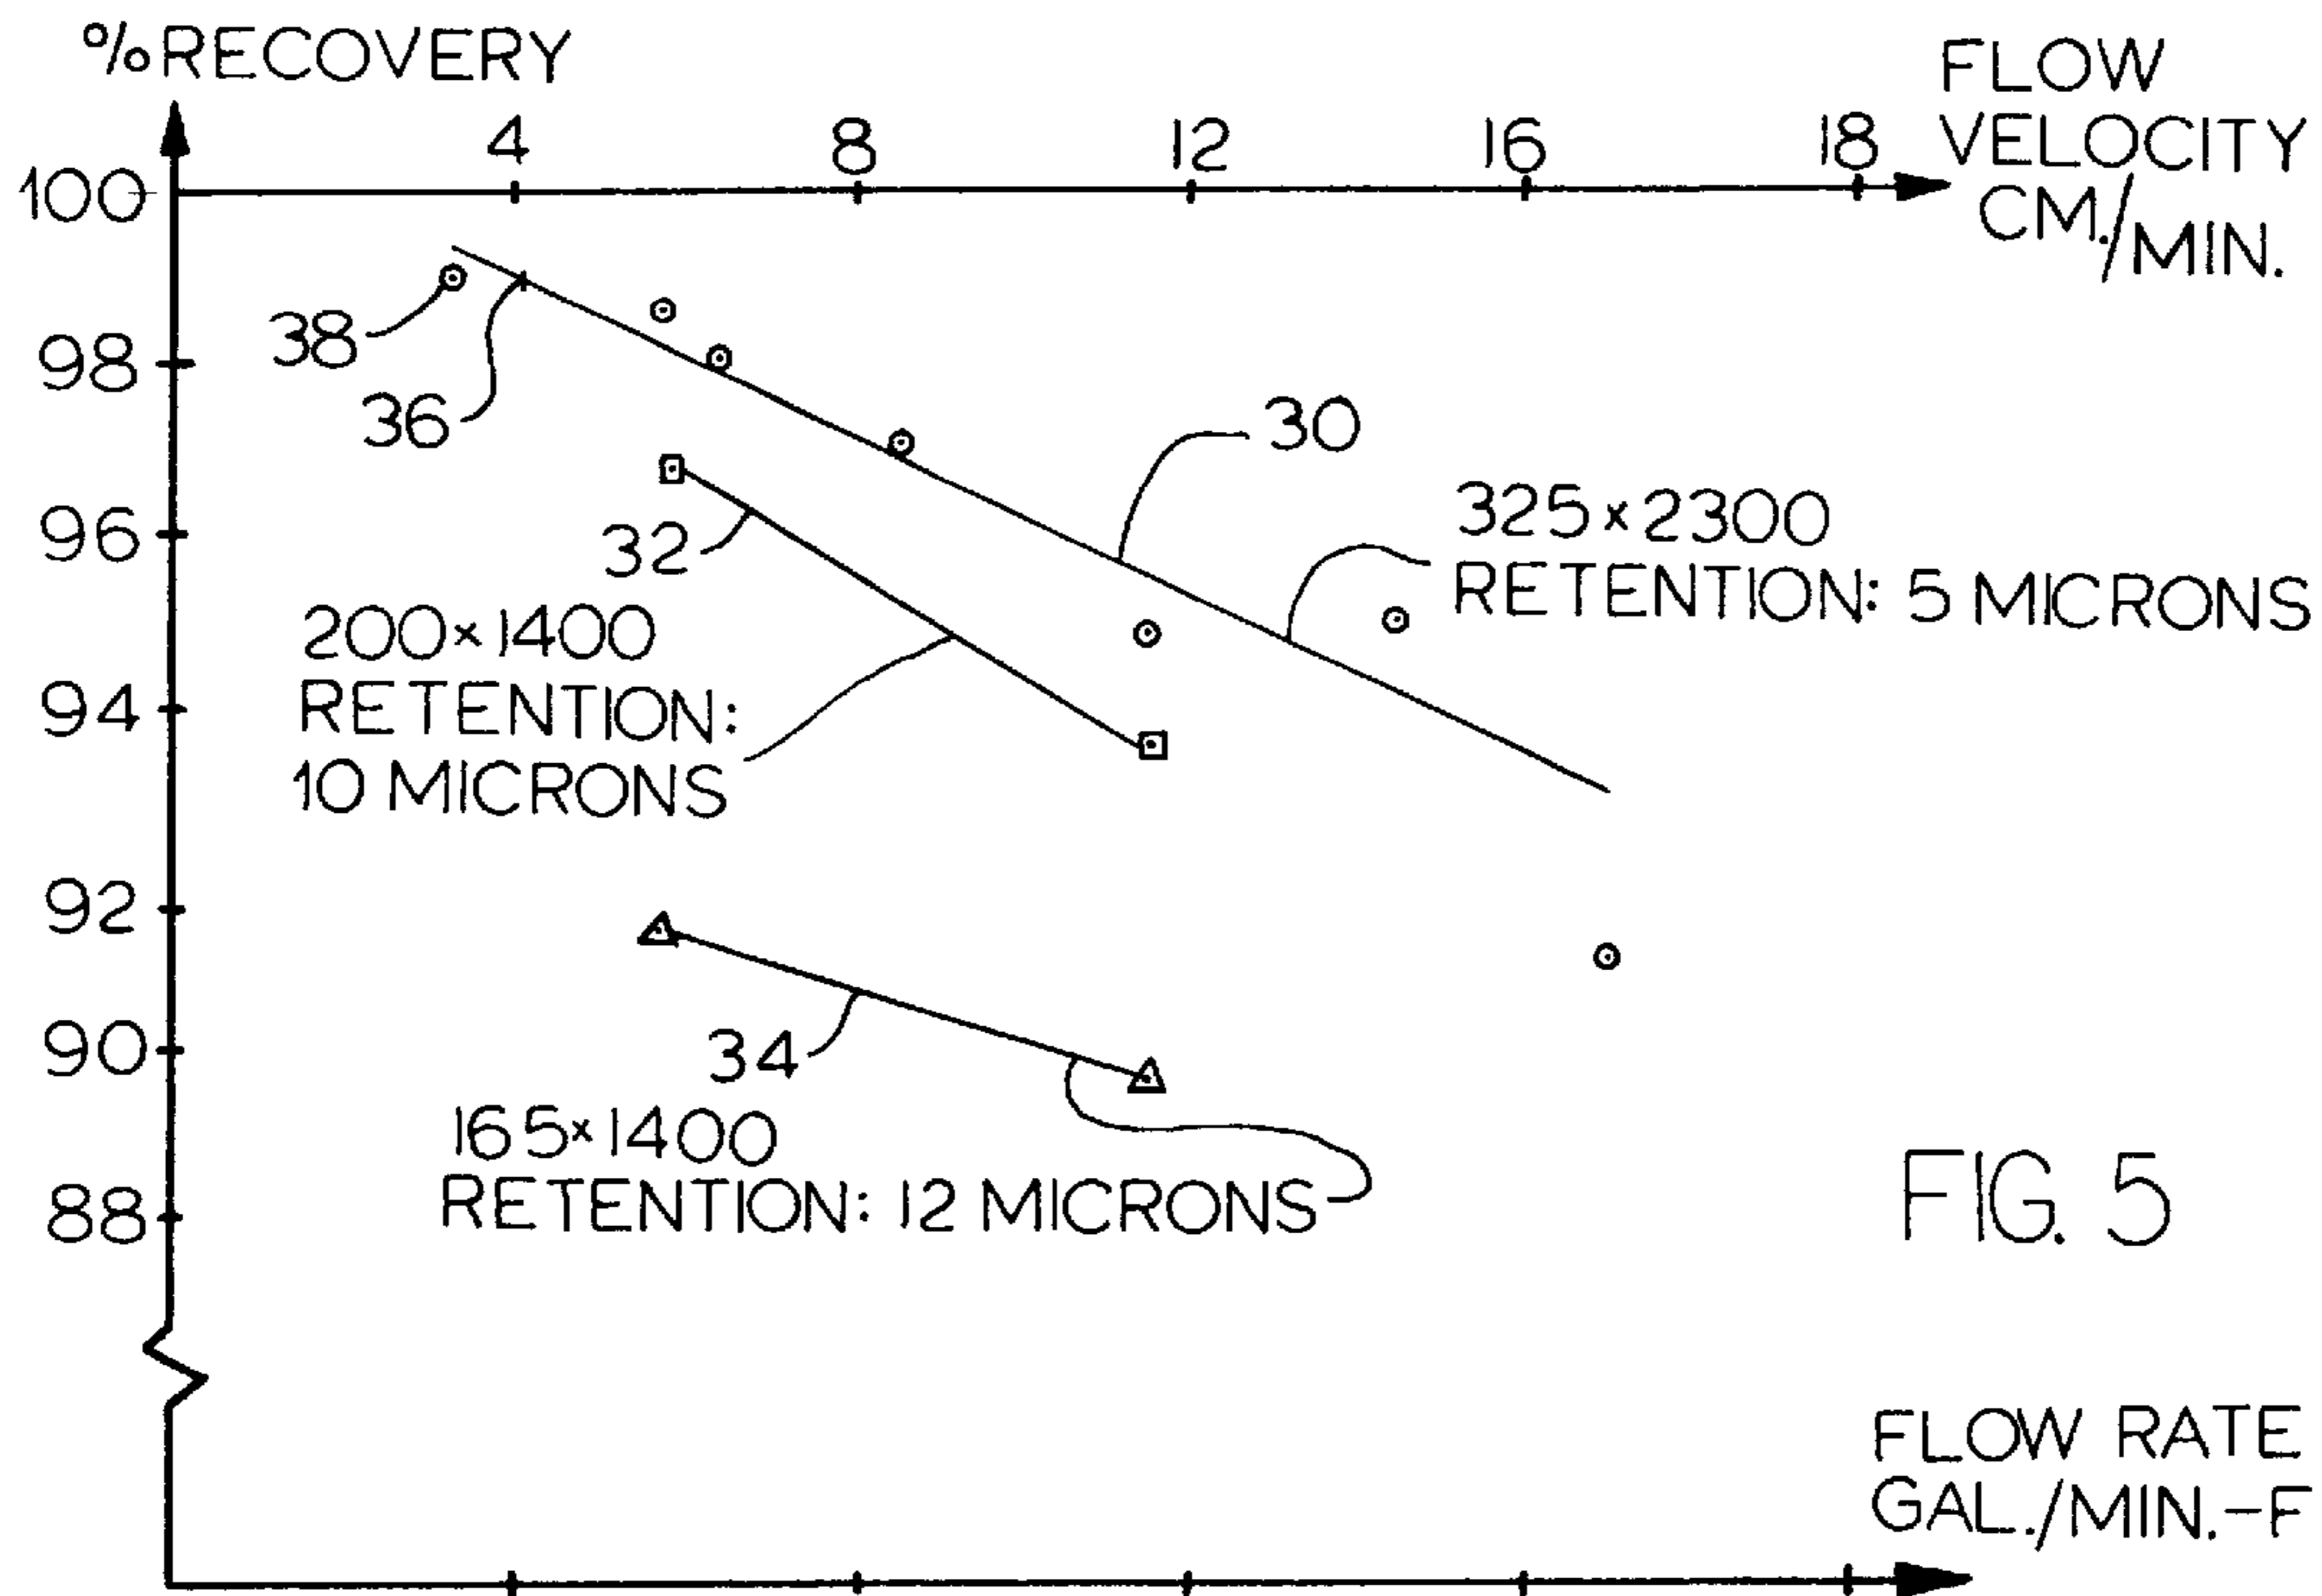 % RECOVERY
FLOW
VELOCITY
CM./MIN.
4 8 12 16 18
100
98
96
94
92
90
88
38
36
30
32
325 x 2300
RETENTION: 5 MICRONS
200 x 1400
RETENTION:
10 MICRONS
34
165 x 1400
RETENTION: 12 MICRONS
FIG. 5
FLOW RATE
GAL./MIN.-F